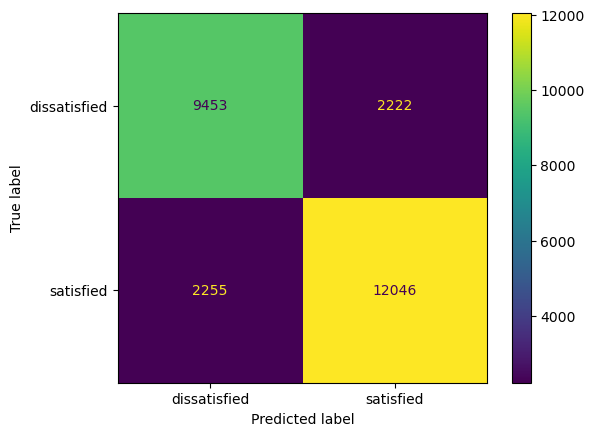 dissatisfied
9453
2222
satisfied
2255
12046
dissatisfied
satisfied
Predicted label
True label
12000
10000
8000
6000
4000